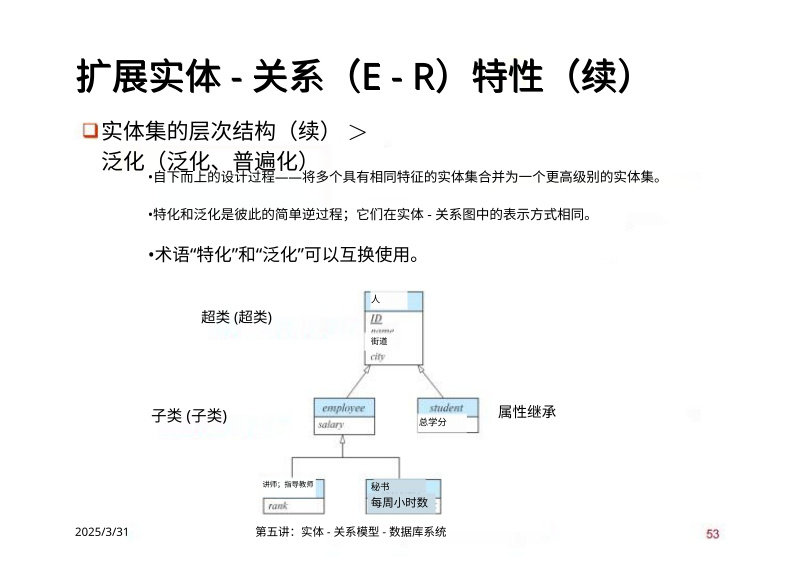 扩展实体 - 关系（E - R）特性（续）
实体集的层次结构（续） ＞
泛化（泛化、普遍化）
•自下而上的设计过程——将多个具有相同特征的实体集合并为一个更高级别的实体集。
•特化和泛化是彼此的简单逆过程；它们在实体 - 关系图中的表示方式相同。
•术语“特化”和“泛化”可以互换使用。
人
超类 (超类)
ID
街道
city
employee
student
子类 (子类)
属性继承
salary
总学分
讲师；指导教师
秘书
rank
每周小时数
2025/3/31
第五讲：实体 - 关系模型 - 数据库系统
53